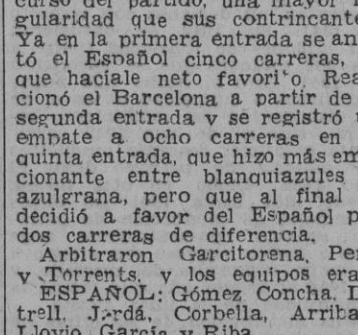 curso del partido, una mayor
gularidad que sus contrincante
Ya en la primera entrada se an
tó el Español cinco carreras,
que hacíale neto favorito. Rea
cionó el Barcelona a partir de
segunda entrada y se registró
empate a ocho carreras en
quinta entrada, que hizo más em
cionante entre blanquiazules
azulgrana, pero que al final
decidió a favor del Español p
dos carreras de diferencia.
Arbitraron Garcitorena, Per
y Torrents, y los equipos era
ESPAÑOL: Gómez Concha, D
trell, Jardá, Corbella, Arriba
Llovio, García y Riba